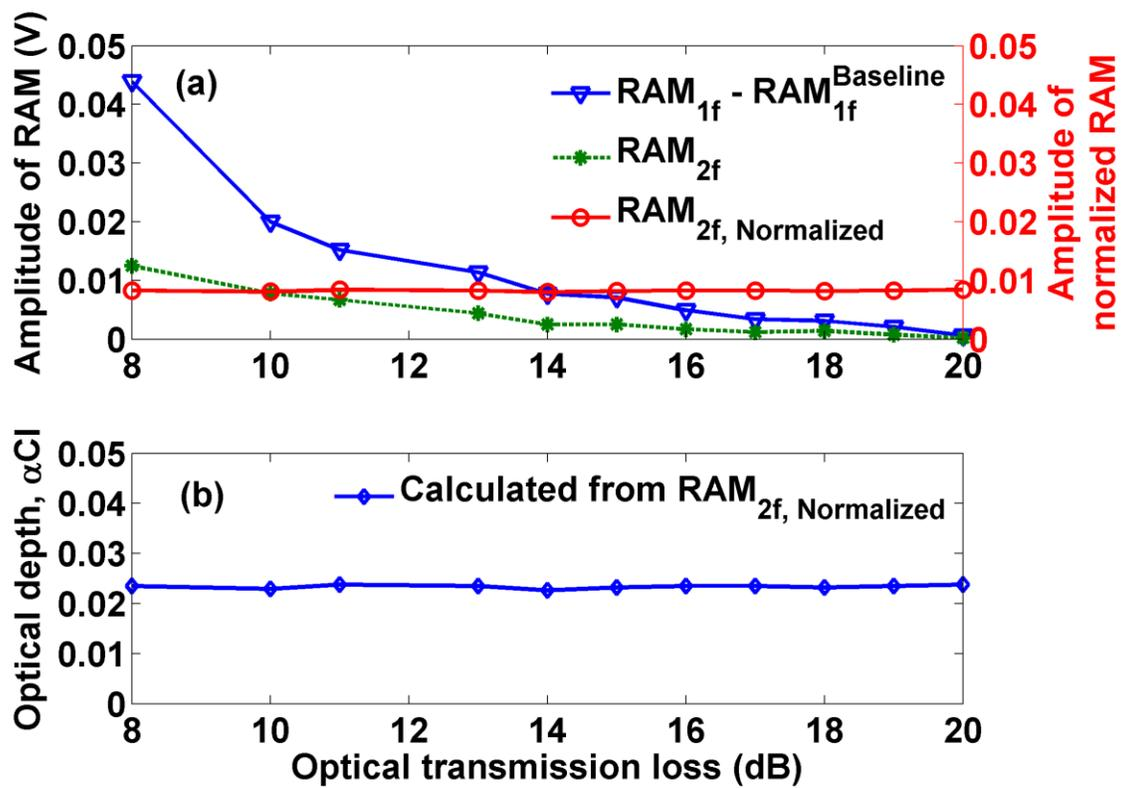 Amplitude of RAM (V)
0.05
0.04
0.03
0.02
0.01
0
(a)
RAM1f - RAM1fBaseline
RAM2f
RAM2f, Normalized
0.05
0.04
0.03
0.02
0.01
0
Amplitude of
normalized RAM
8 10 12 14 16 18 20
Optical depth, αCl
0.05
0.04
0.03
0.02
0.01
0
(b)
Calculated from RAM2f, Normalized
8 10 12 14 16 18 20
Optical transmission loss (dB)